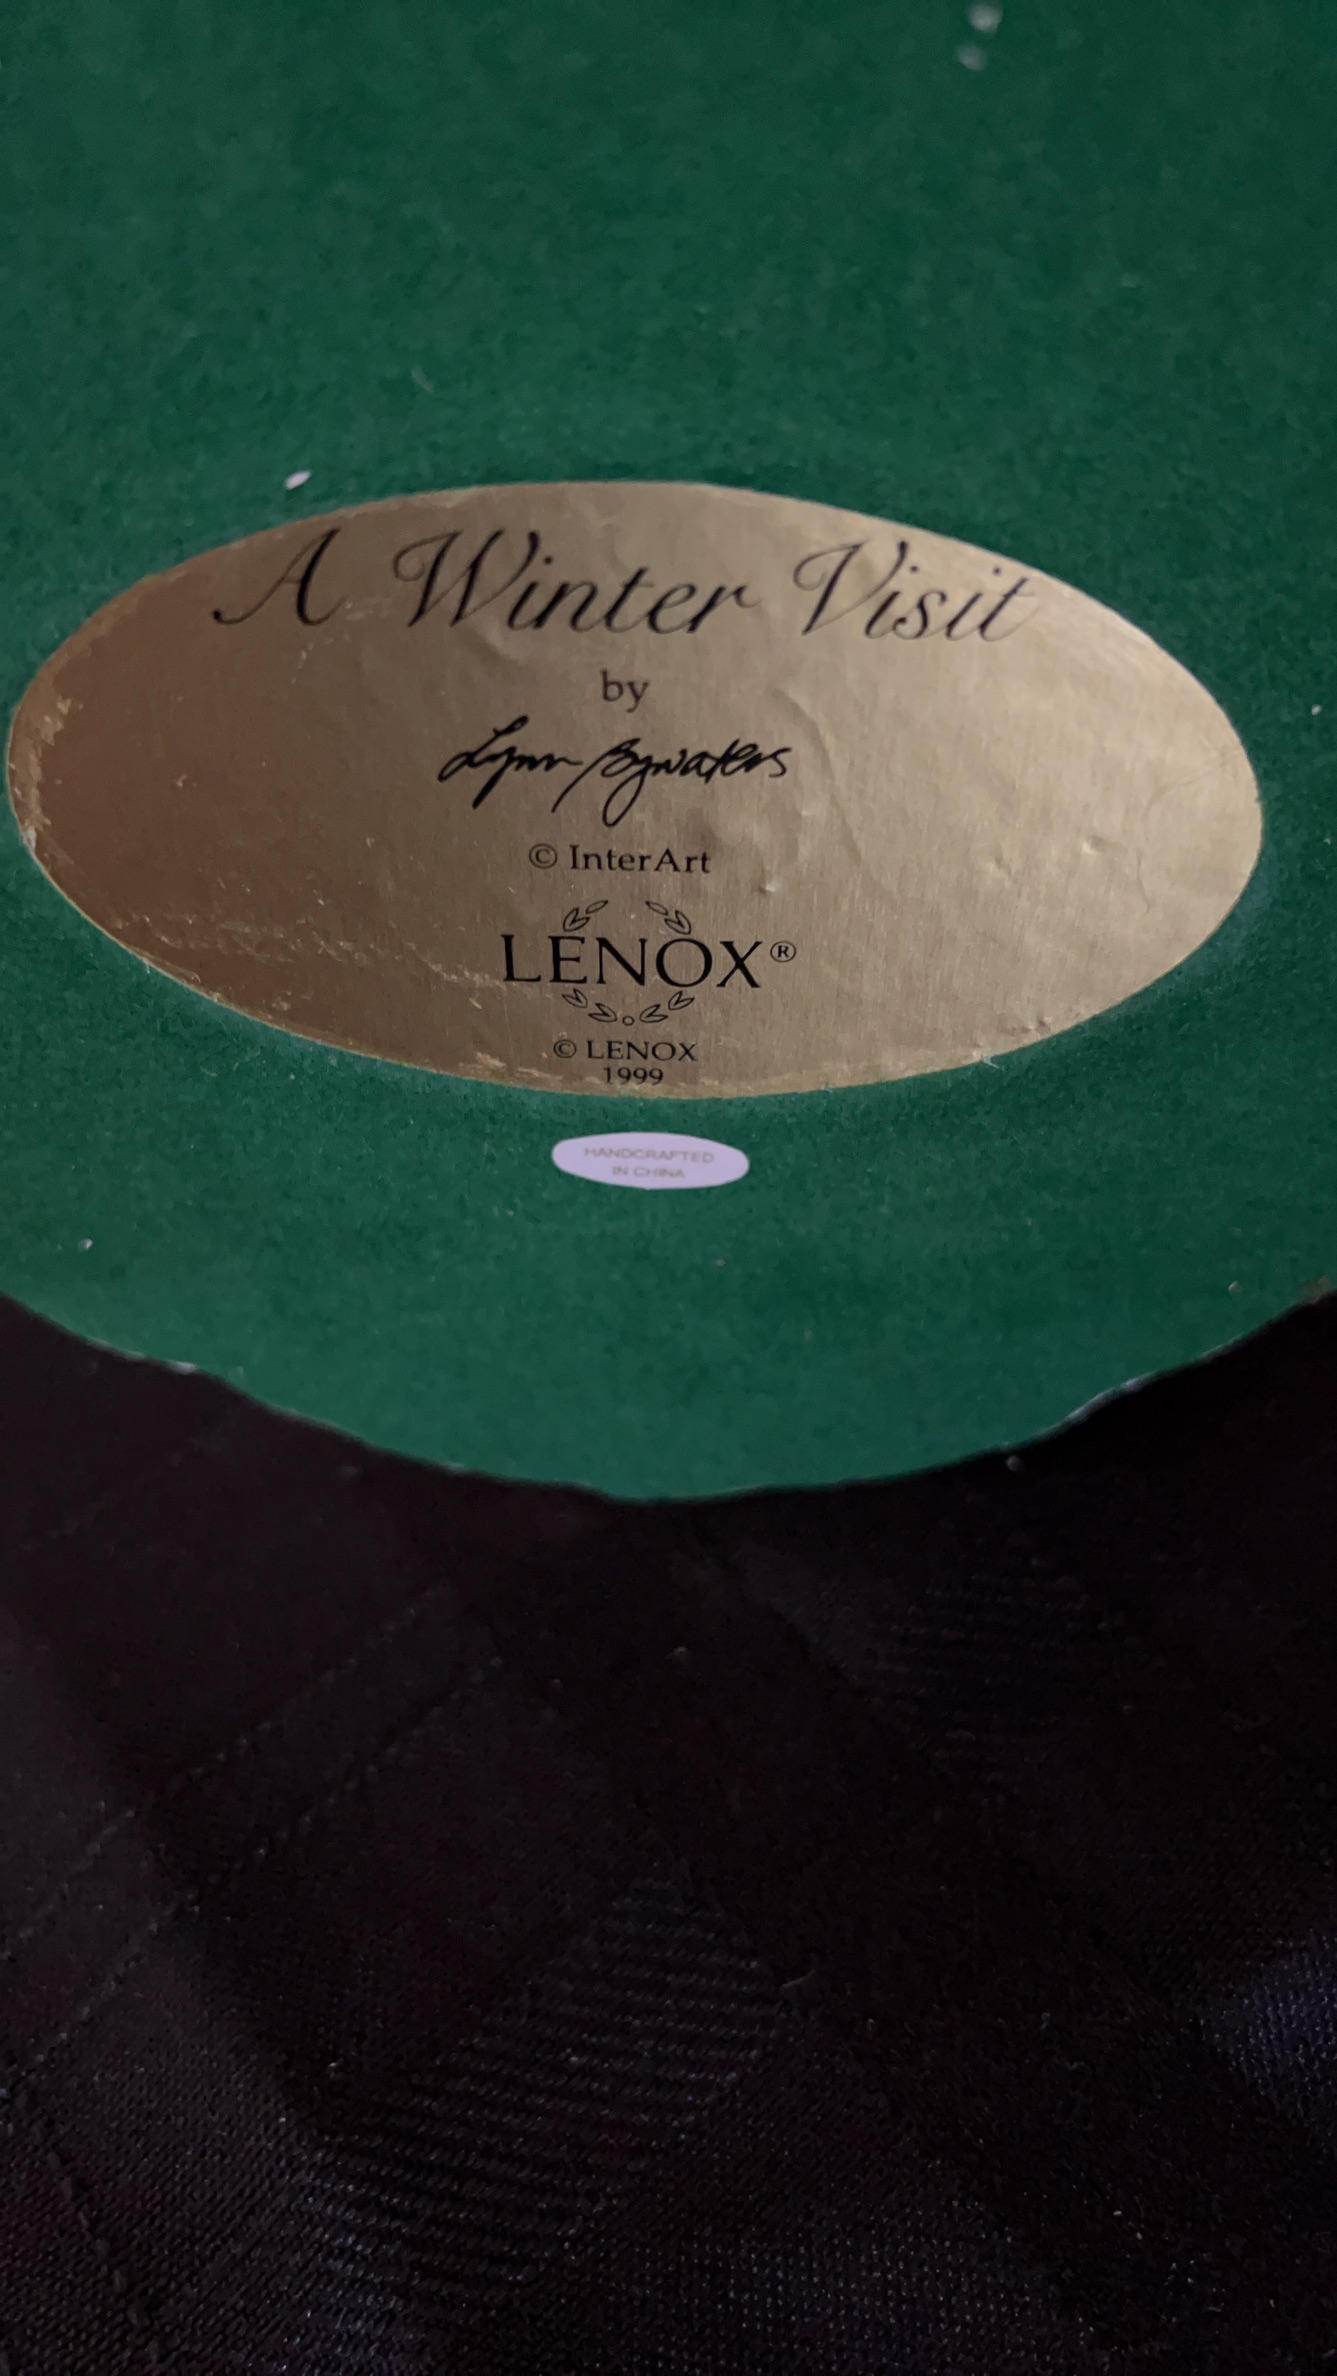 A Winter Visit
by
Lynn Bywaters
© InterArt
LENOX®
© LENOX
1999
HANDCRAFTED
IN CHINA